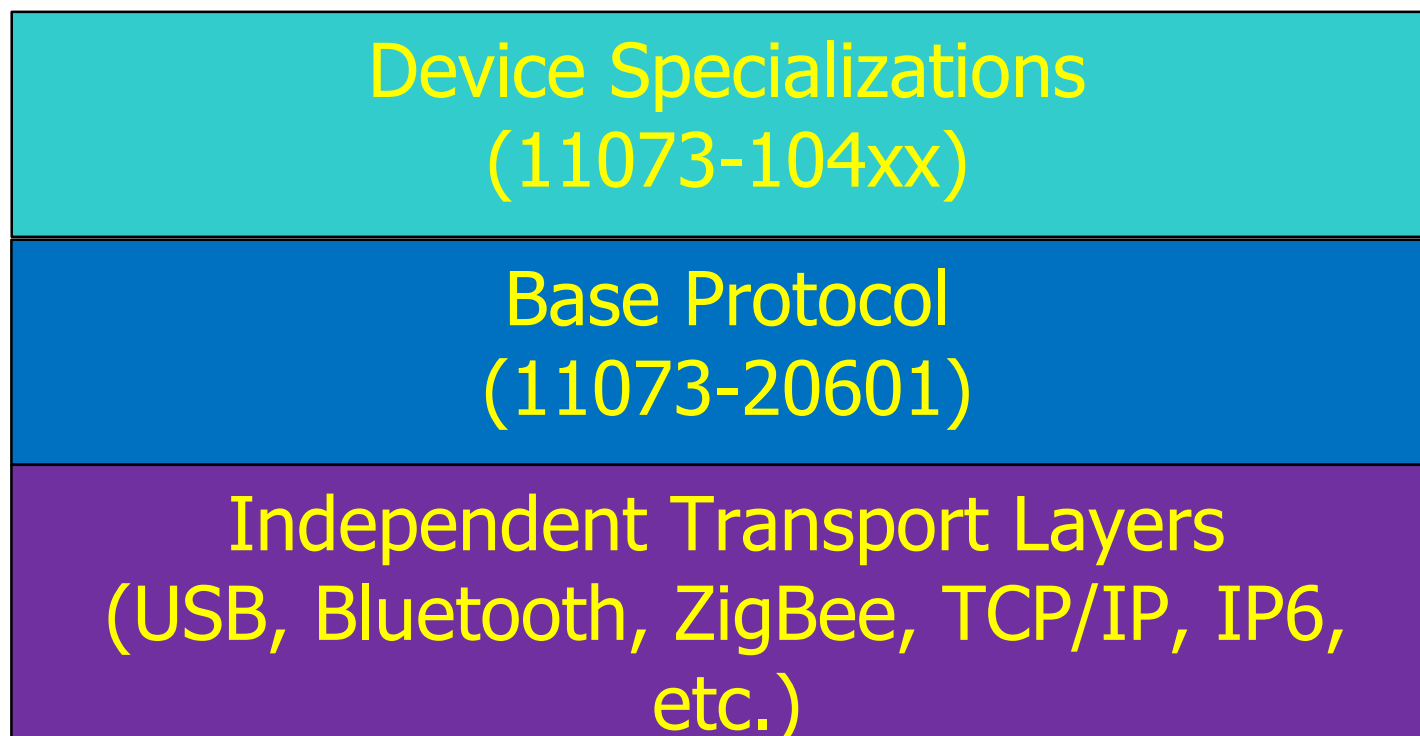 Device Specializations
(11073-104xx)
Base Protocol
(11073-20601)
Independent Transport Layers
(USB, Bluetooth, ZigBee, TCP/IP, IP6,
etc.)